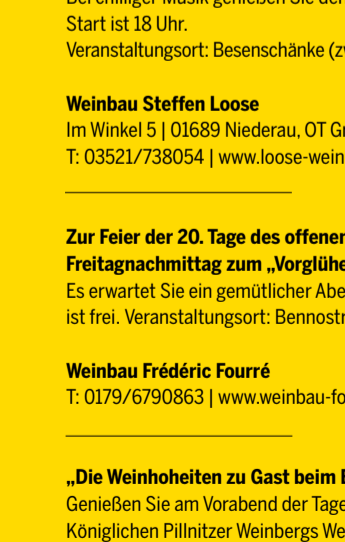 Start ist 18 Uhr.
Veranstaltungsort: Besenschänke
Weinbau Steffen Loose
Im Winkel 5 | 01689 Niederau, OT
T: 03521/738054 | www.loose-wein
Zur Feier der 20. Tage des offenen
Freitagnachmittag zum „Vorglühe
Es erwartet Sie ein gemütlicher Abe
ist frei. Veranstaltungsort: Bennostr
Weinbau Frédéric Fourré
T: 0179/6790863 | www.weinbau-fo
„Die Weinhoheiten zu Gast beim
Genießen Sie am Vorabend der Tage
Königlichen Pillnitzer Weinbergs We